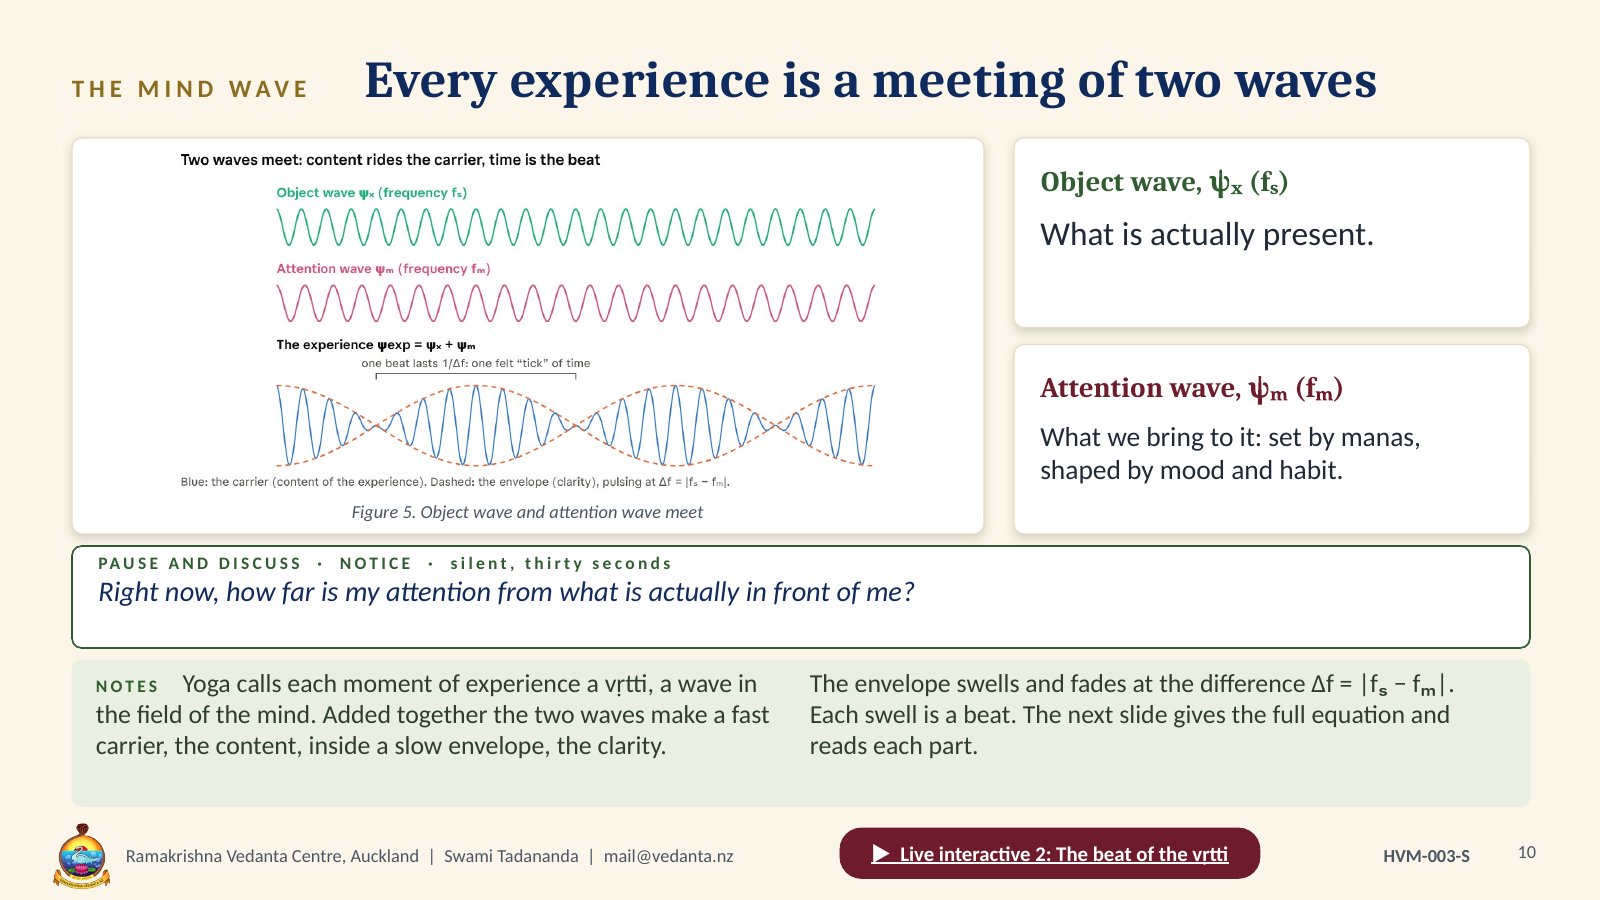 THE MIND WAVE
Every experience is a meeting of two waves
Two waves meet: content rides the carrier, time is the beat
Object wave ψₓ (frequency fₛ)
Attention wave ψₘ (frequency fₘ)
The experience ψexp = ψₓ + ψₘ
one beat lasts 1/Δf: one felt “tick” of time
Blue: the carrier (content of the experience). Dashed: the envelope (clarity), pulsing at Δf = |fₛ − fₘ|.
Figure 5. Object wave and attention wave meet
Object wave, ψₓ (fₛ)
What is actually present.
Attention wave, ψₘ (fₘ)
What we bring to it: set by manas,
shaped by mood and habit.
PAUSE AND DISCUSS · NOTICE · silent, thirty seconds
Right now, how far is my attention from what is actually in front of me?
NOTES Yoga calls each moment of experience a vṛtti, a wave in
the field of the mind. Added together the two waves make a fast
carrier, the content, inside a slow envelope, the clarity.
The envelope swells and fades at the difference Δf = |fₛ − fₘ|.
Each swell is a beat. The next slide gives the full equation and
reads each part.
Ramakrishna Vedanta Centre, Auckland | Swami Tadananda | mail@vedanta.nz
▶ Live interactive 2: The beat of the vrtti
HVM-003-S
10